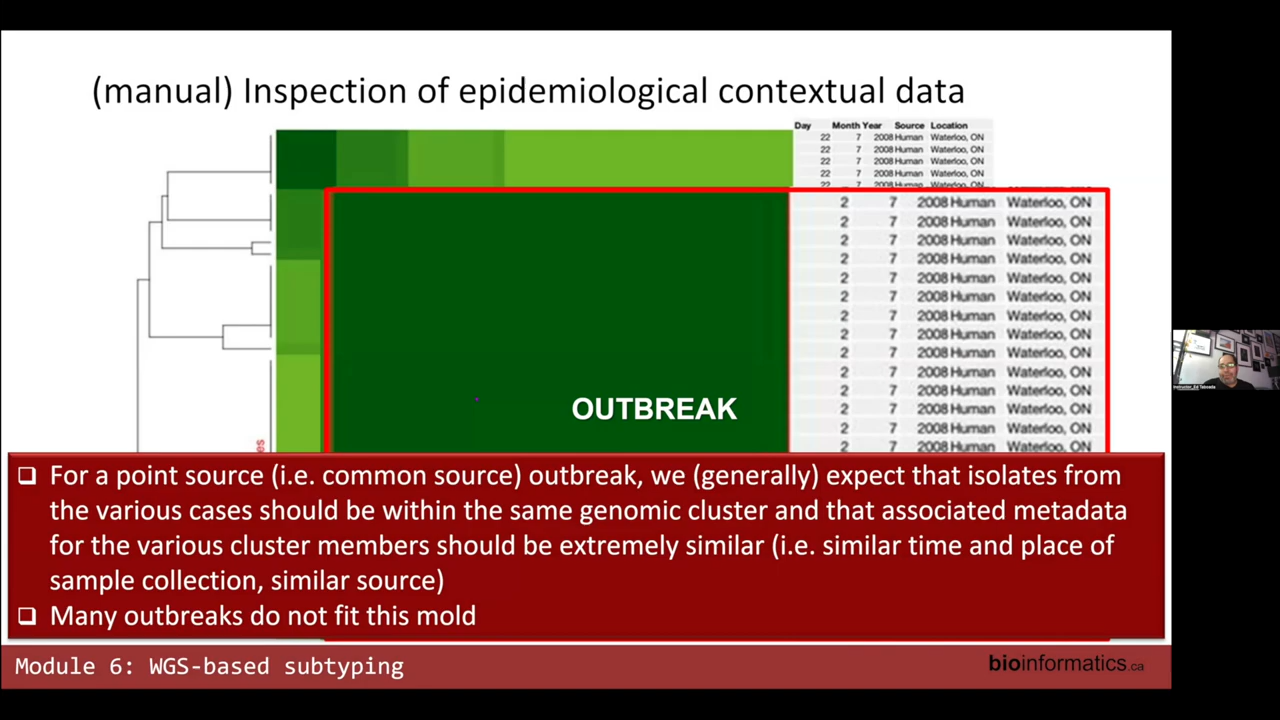 (manual) Inspection of epidemiological contextual data
Day Month Year Source Location
22 7 2008 Human Waterloo, ON
22 7 2008 Human Waterloo, ON
22 7 2008 Human Waterloo, ON
22 7 2008 Human Waterloo, ON
22 7 2008 Human Waterloo, ON
2 7 2008 Human Waterloo, ON
2 7 2008 Human Waterloo, ON
2 7 2008 Human Waterloo, ON
2 7 2008 Human Waterloo, ON
2 7 2008 Human Waterloo, ON
2 7 2008 Human Waterloo, ON
2 7 2008 Human Waterloo, ON
2 7 2008 Human Waterloo, ON
2 7 2008 Human Waterloo, ON
2 7 2008 Human Waterloo, ON
2 7 2008 Human Waterloo, ON
2 7 2008 Human Waterloo, ON
2 7 2008 Human Waterloo, ON
2 7 2008 Human Waterloo, ON
OUTBREAK
For a point source (i.e. common source) outbreak, we (generally) expect that isolates from
the various cases should be within the same genomic cluster and that associated metadata
for the various cluster members should be extremely similar (i.e. similar time and place of
sample collection, similar source)
Many outbreaks do not fit this mold
Module 6: WGS-based subtyping
bioinformatics.ca
Instructor_Ed Taboada